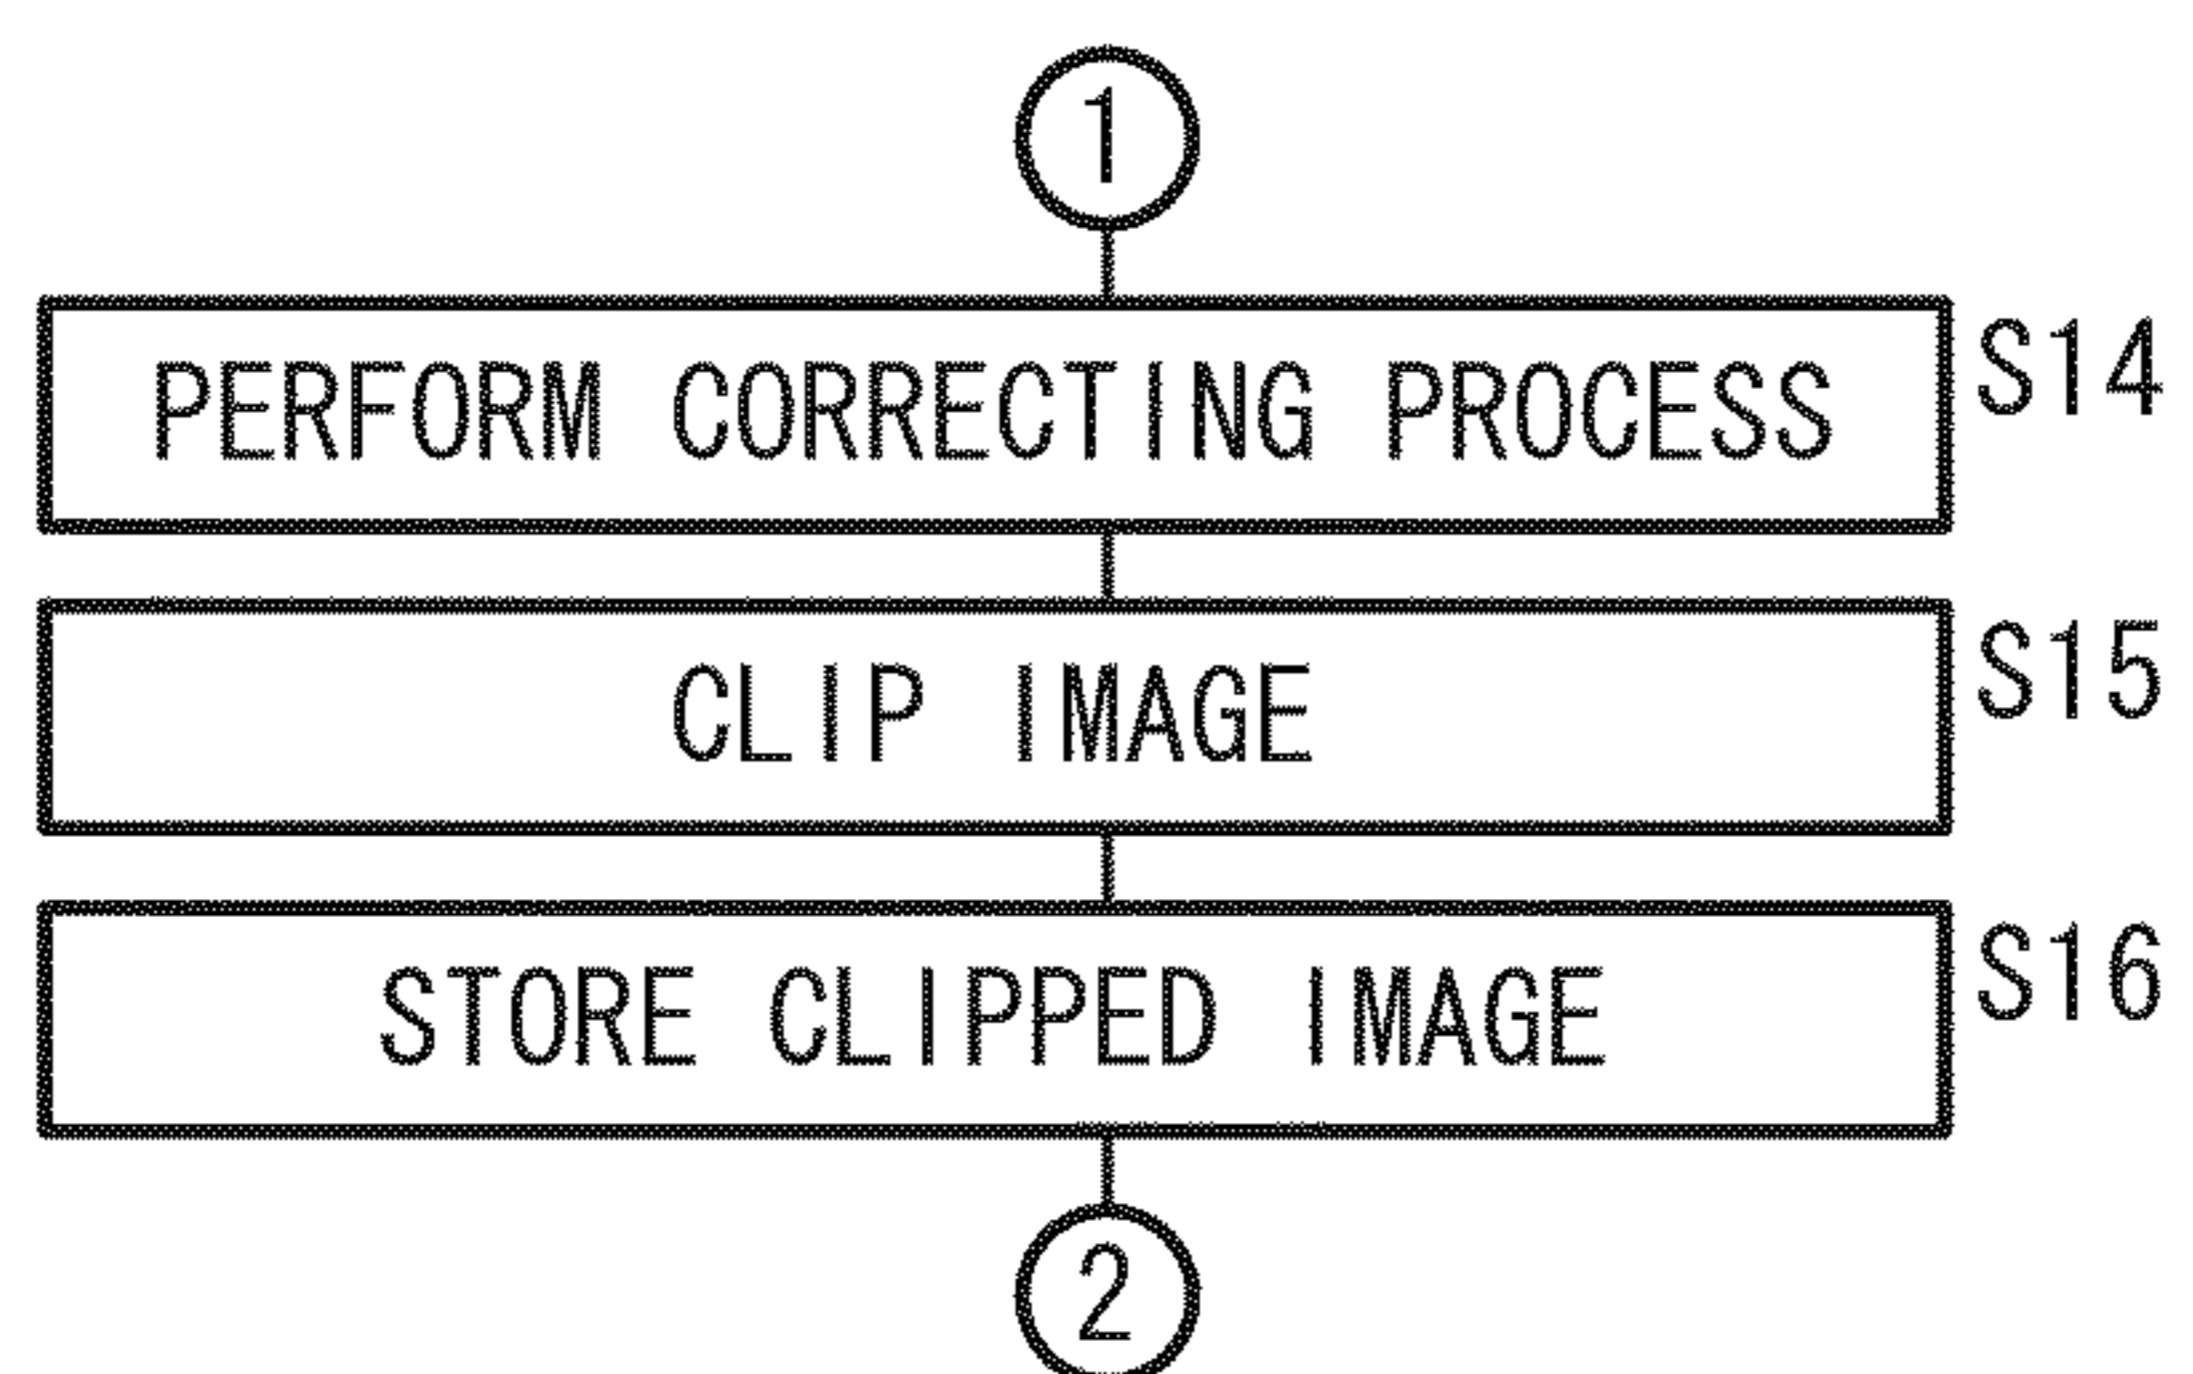 1
PERFORM CORRECTING PROCESS
S14
CLIP IMAGE
S15
STORE CLIPPED IMAGE
S16
2